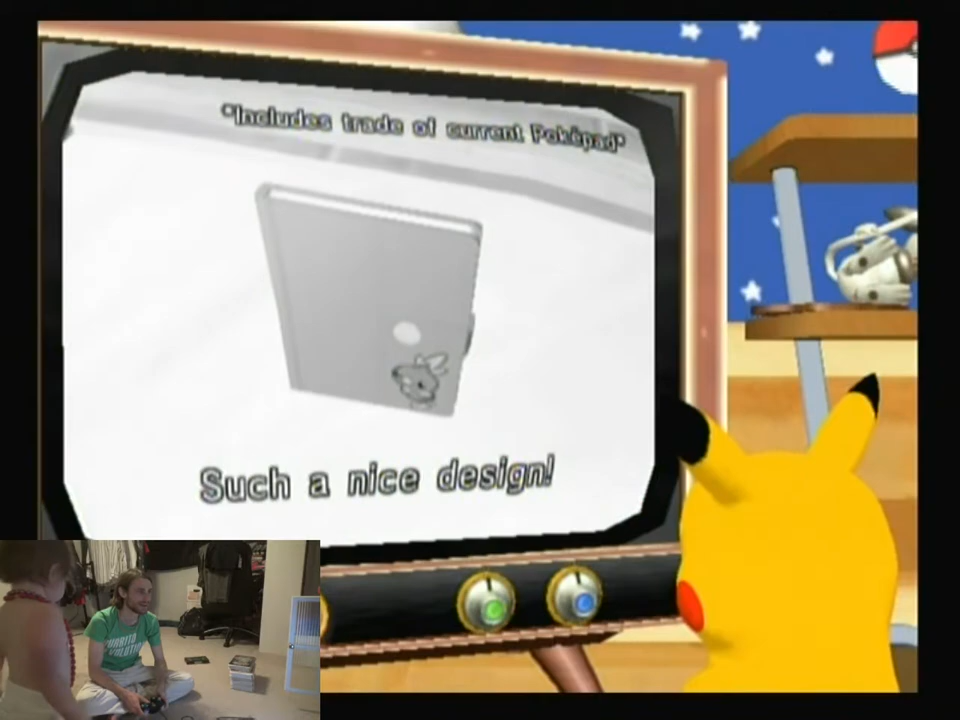 *Includes trade of current Poképad*
Such a nice design!